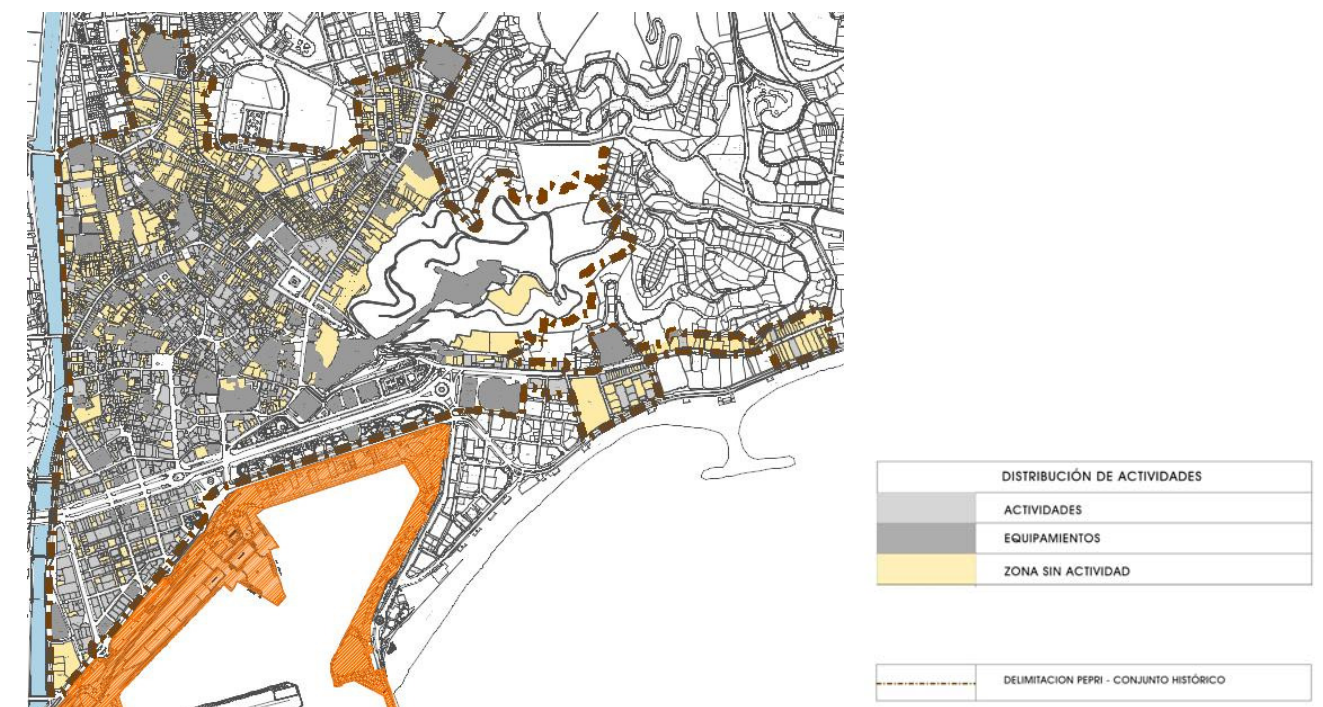 DISTRIBUCIÓN DE ACTIVIDADES
ACTIVIDADES
EQUIPAMIENTOS
ZONA SIN ACTIVIDAD
DELIMITACION PEPRI - CONJUNTO HISTÓRICO